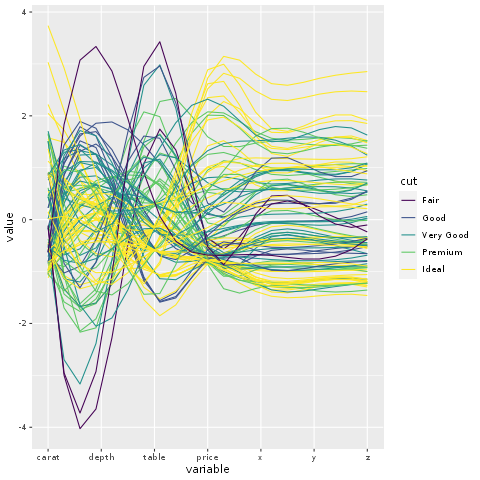 4
2
0
-2
-4
value
carat depth table price x y z
variable
cut
Fair
Good
Very Good
Premium
Ideal